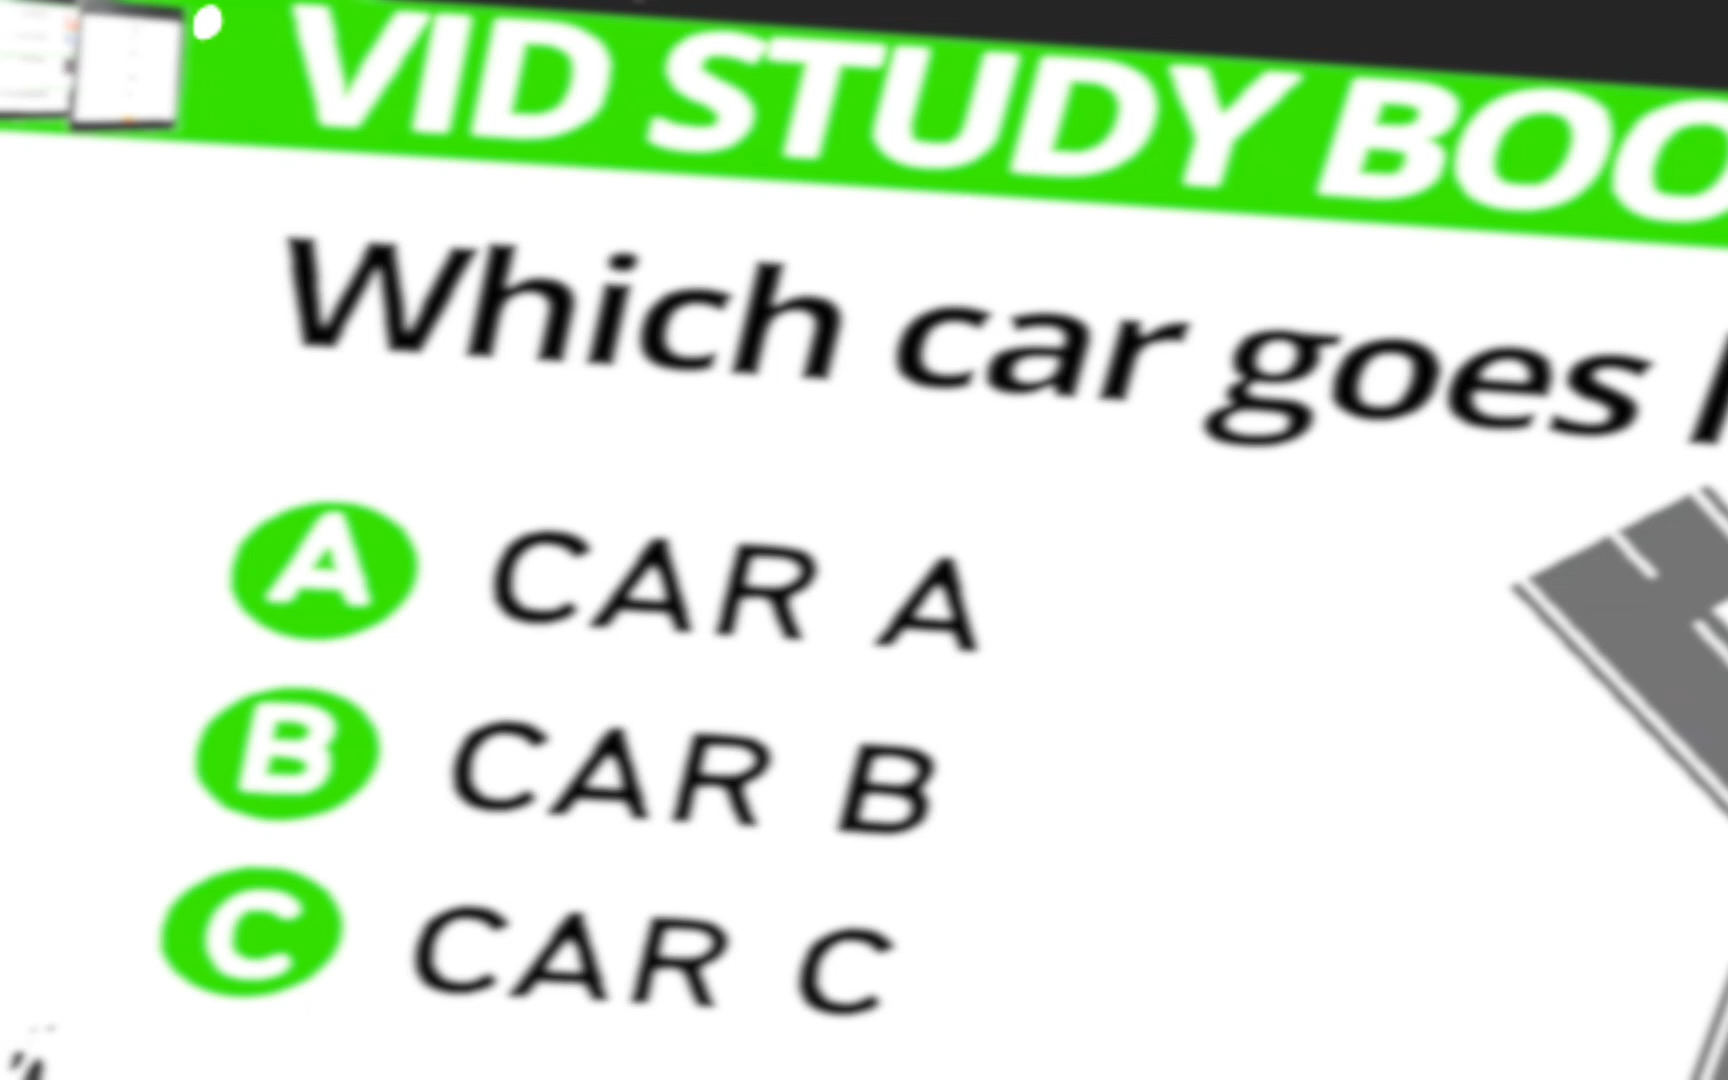 VID STUDY BOO
Which car goes
A CAR A
B CAR B
C CAR C